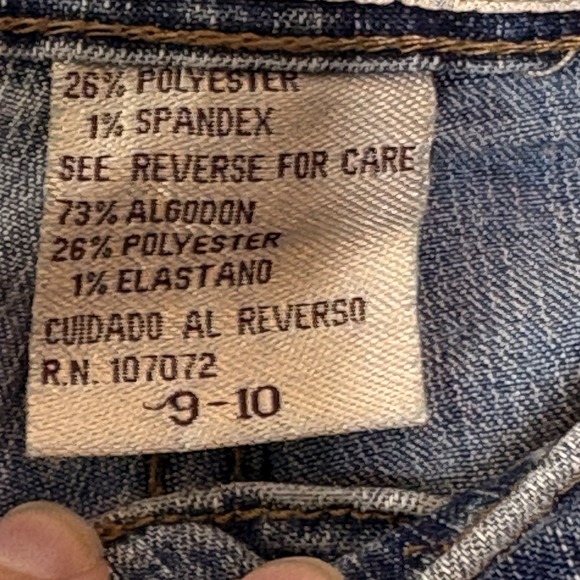 26% POLYESTER
1% SPANDEX
SEE REVERSE FOR CARE
73% ALGODON
26% POLYESTER
1% ELASTANO
CUIDADO AL REVERSO
R.N. 107072
9-10